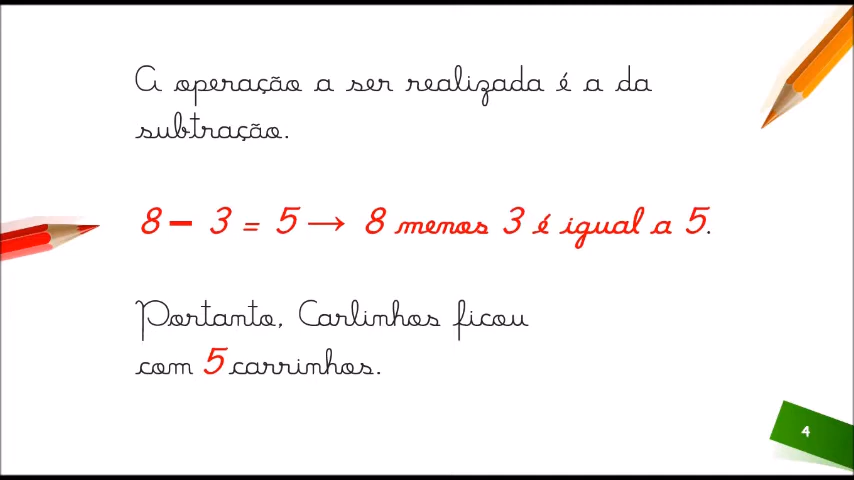 A operação a ser realizada é a da
subtração.
8 − 3 = 5 → 8 menos 3 é igual a 5.
Portanto, Carlinhos ficou
com 5 carrinhos.
4